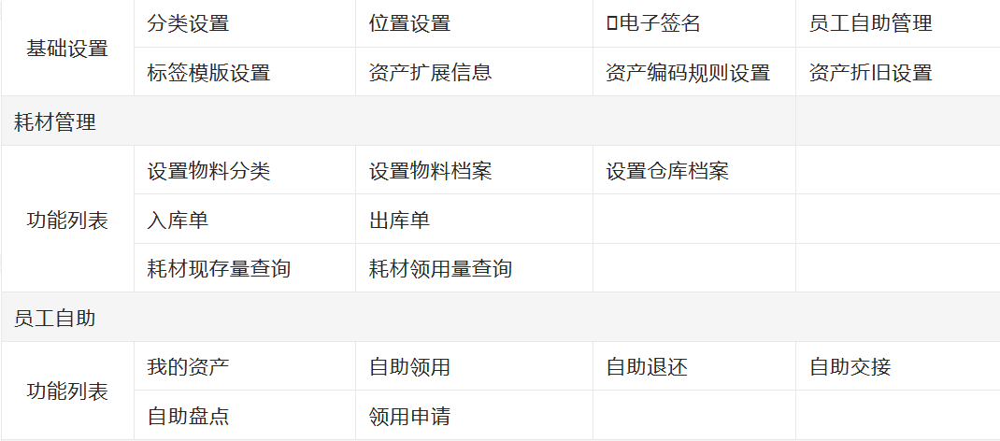 分类设置 位置设置 电子签名 员工自助管理
基础设置
标签模版设置 资产扩展信息 资产编码规则设置 资产折旧设置
耗材管理
设置物料分类 设置物料档案 设置仓库档案
功能列表 入库单 出库单
耗材现存量查询 耗材领用量查询
员工自助
我的资产 自助领用 自助退还 自助交接
功能列表
自助盘点 领用申请